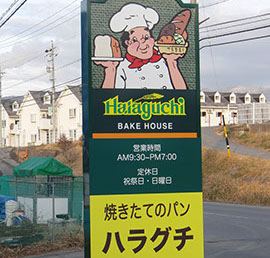 Hataguchi
BAKE HOUSE
営業時間
AM9:30~PM7:00
定休日
祝祭日・日曜日
焼きたてのパン
ハラグチ